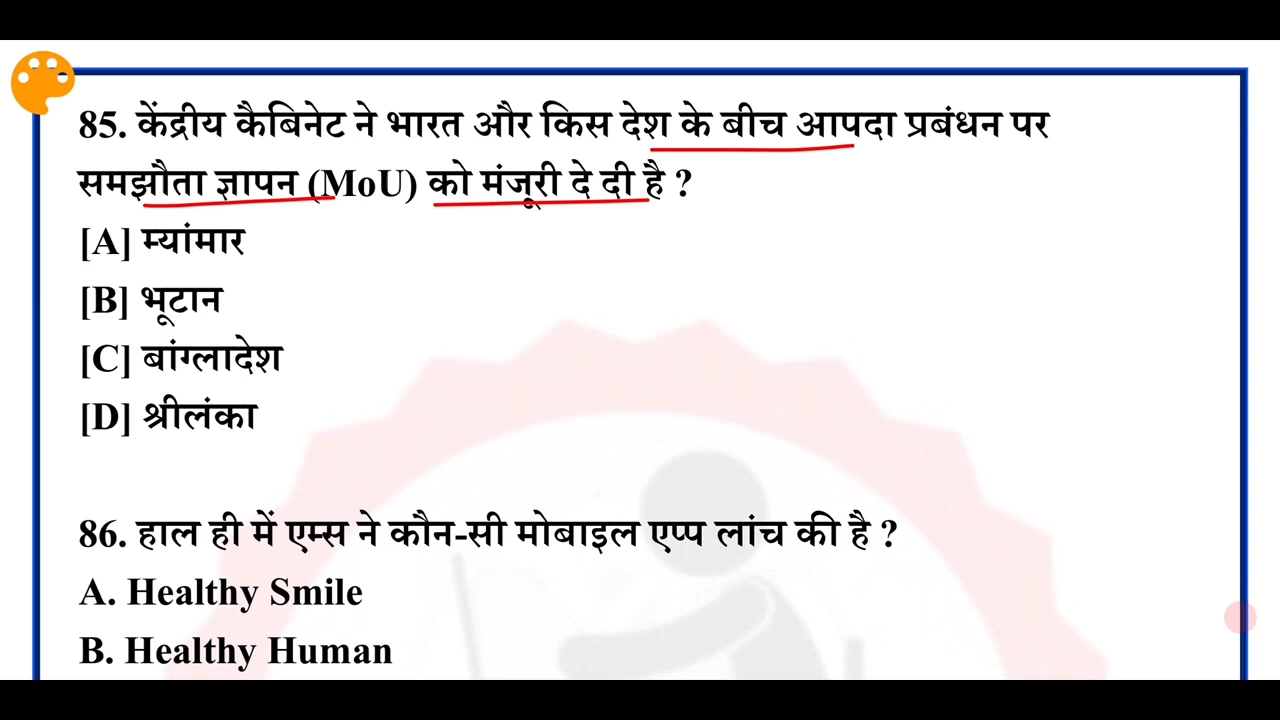 85. केंद्रीय कैबिनेट ने भारत और किस देश के बीच आपदा प्रबंधन पर
समझौता ज्ञापन (MoU) को मंजूरी दे दी है ?
[A] म्यांमार
[B] भूटान
[C] बांग्लादेश
[D] श्रीलंका
86. हाल ही में एम्स ने कौन-सी मोबाइल एप्प लांच की है ?
A. Healthy Smile
B. Healthy Human